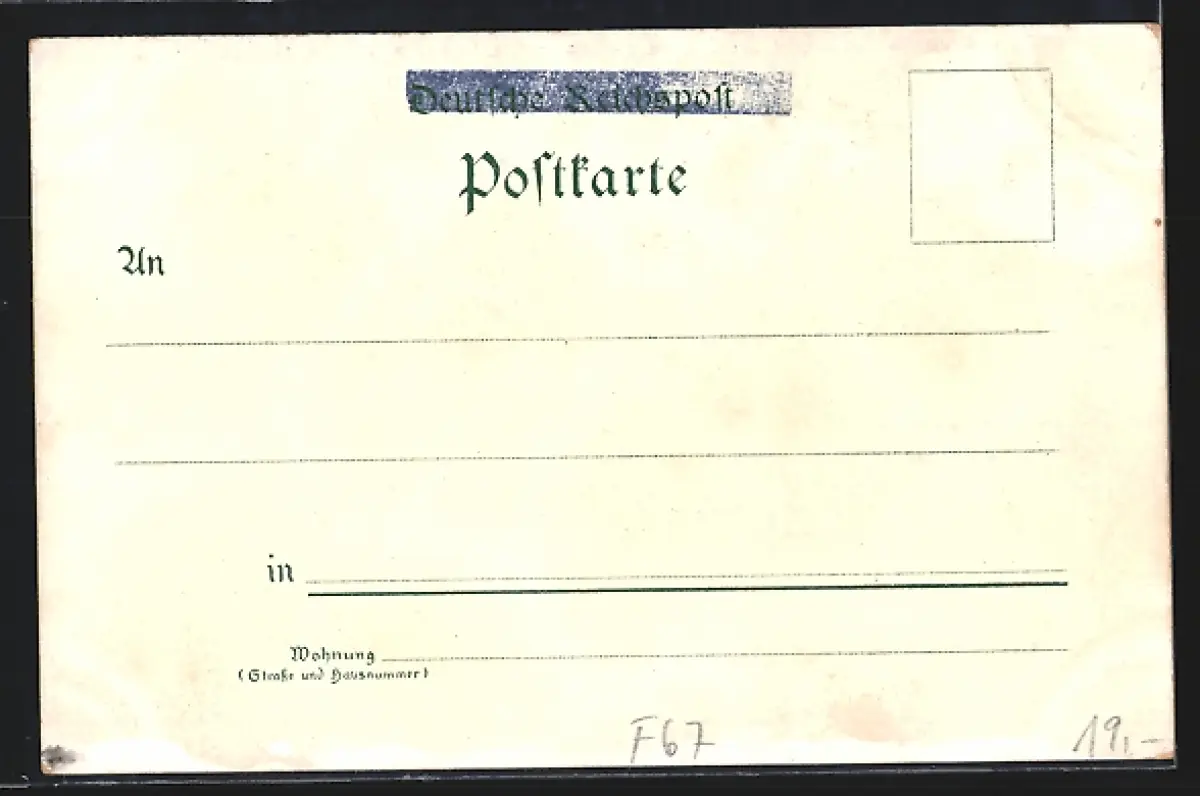 Deutsche Reichspost
Postkarte
An
in
Wohnung
(Straße und Hausnummer)
F67
19,-